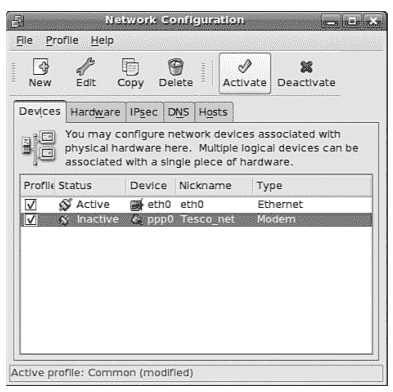 Network Configuration
File Profile Help
New Edit Copy Delete Activate Deactivate
Devices Hardware IPsec DNS Hosts
You may configure network devices associated with
physical hardware here. Multiple logical devices can be
associated with a single piece of hardware.
Profile Status Device Nickname Type
Active eth0 eth0 Ethernet
Inactive ppp0 Tesco_net Modem
Active profile: Common (modified)